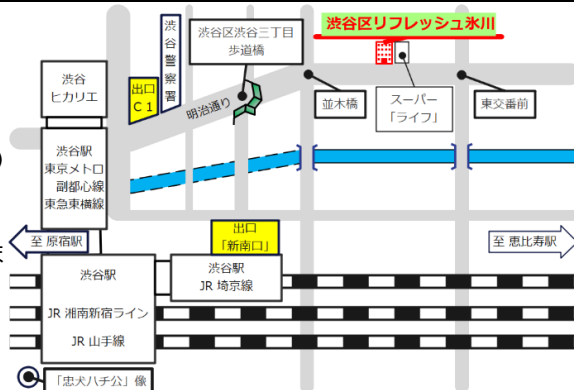 渋谷区リフレッシュ氷川
渋谷警察署
渋谷区渋谷三丁目
歩道橋
渋谷
ヒカリエ
出口
C1
明治通り
並木橋
スーパー
「ライフ」
東交番前
渋谷駅
東京メトロ
副都心線
東急東横線
出口
「新南口」
至 原宿駅
至 恵比寿駅
渋谷駅
JR 埼京線
渋谷駅
JR 湘南新宿ライン
JR 山手線
「忠犬ハチ公」像